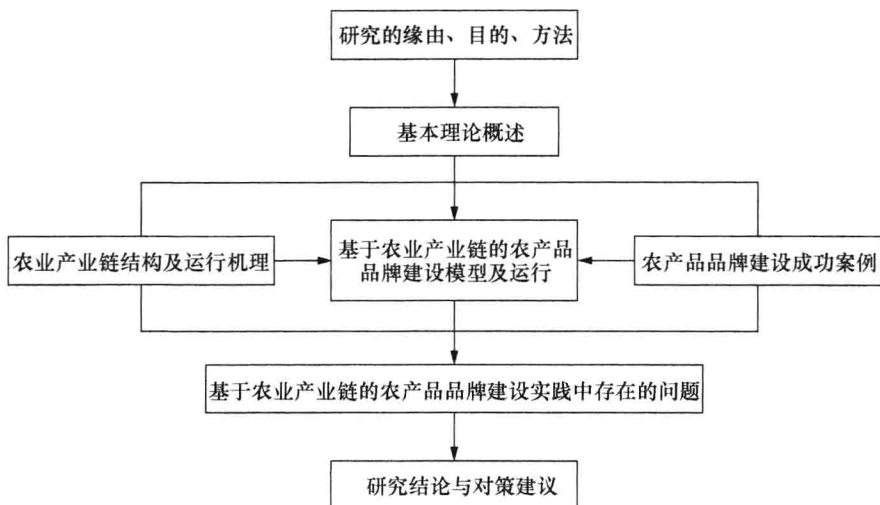 研究的缘由、目的、方法
基本理论概述
农业产业链结构及运行机理
基于农业产业链的农产品
品牌建设模型及运行
农产品品牌建设成功案例
基于农业产业链的农产品品牌建设实践中存在的问题
研究结论与对策建议